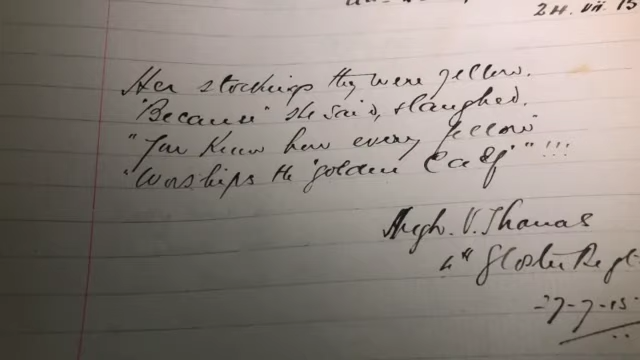 24. vii. 15
Her stockings they were yellow.
"Because" she said, & laughed.
"You know how every fellow"
"Worships the 'golden Calf'" !!!
Hugh. V. Thomas
4th Gloster Regt
27-7-15